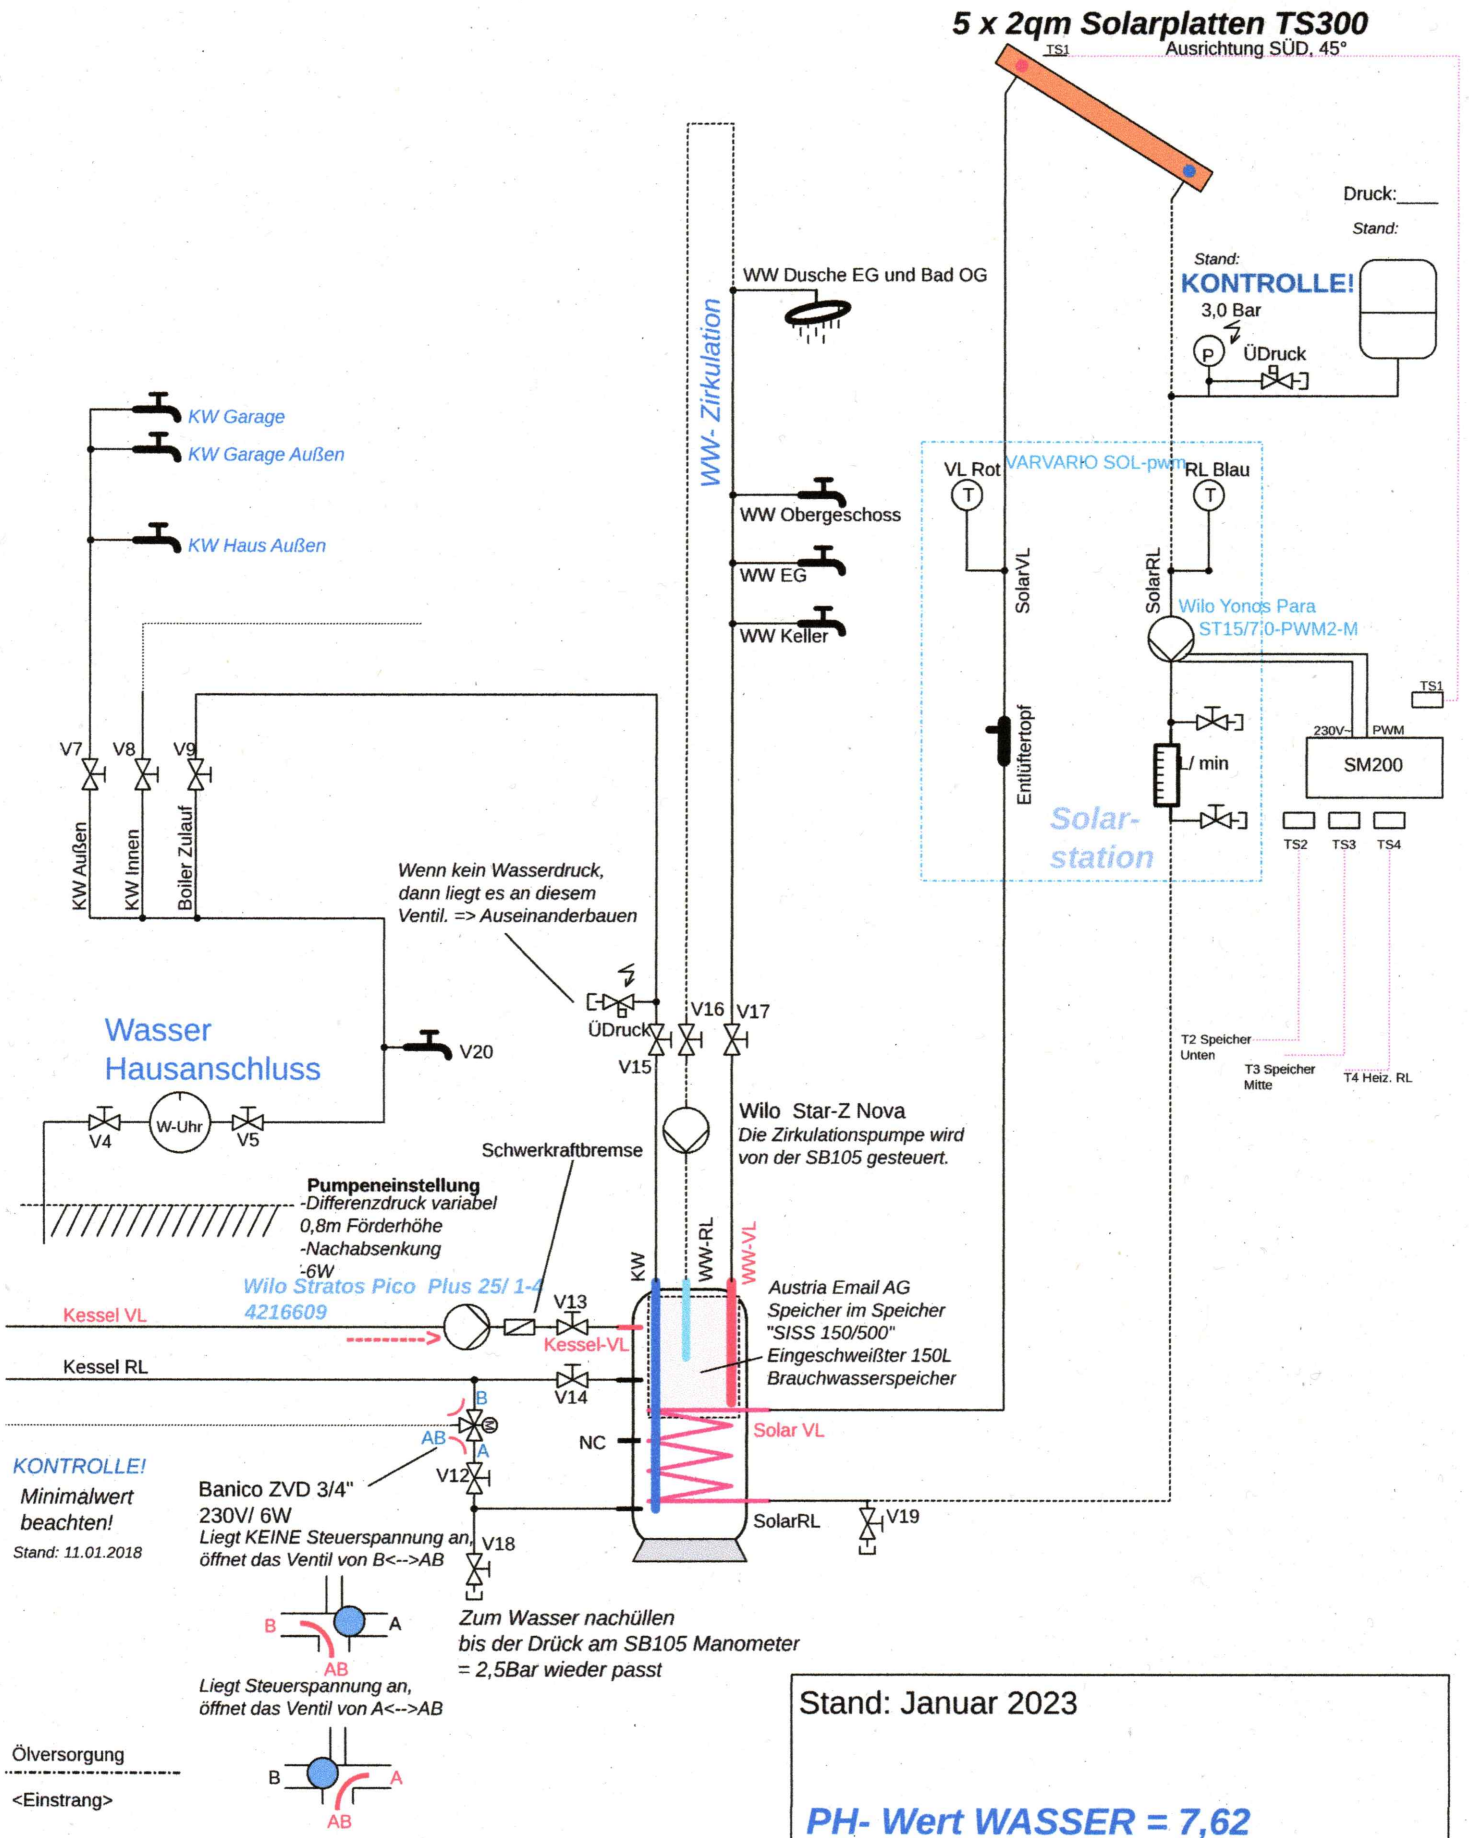 5 x 2qm Solarplatten TS300
TS1
Ausrichtung SÜD, 45°
Druck:____
Stand:
Stand:
KONTROLLE!
3,0 Bar
P
ÜDruck
WW Dusche EG und Bad OG
WW- Zirkulation
KW Garage
KW Garage Außen
KW Haus Außen
WW Obergeschoss
WW EG
WW Keller
VL Rot
VARVARIO SOL-pwm
RL Blau
T
T
SolarVL
SolarRL
Wilo Yonos Para
ST15/7.0-PWM2-M
TS1
230V~
PWM
SM200
Entlüftertopf
L/ min
Solar-
station
TS2
TS3
TS4
V7
V8
V9
KW Außen
KW Innen
Boiler Zulauf
Wenn kein Wasserdruck,
dann liegt es an diesem
Ventil. => Auseinanderbauen
ÜDruck
V15
V16
V17
Wasser
Hausanschluss
V20
V4
W-Uhr
V5
T2 Speicher
Unten
T3 Speicher
Mitte
T4 Heiz. RL
Wilo Star-Z Nova
Die Zirkulationspumpe wird
von der SB105 gesteuert.
Schwerkraftbremse
Pumpeneinstellung
-Differenzdruck variabel
0,8m Förderhöhe
-Nachabsenkung
-6W
Wilo Stratos Pico Plus 25/ 1-4
4216609
KW
WW-RL
WW-VL
Austria Email AG
Speicher im Speicher
"SISS 150/500"
Eingeschweißter 150L
Brauchwasserspeicher
Kessel VL
V13
Kessel-VL
Kessel RL
V14
B
M
AB
A
NC
Solar VL
V12
KONTROLLE!
Minimalwert
beachten!
Stand: 11.01.2018
Banico ZVD 3/4"
230V/ 6W
Liegt KEINE Steuerspannung an,
öffnet das Ventil von B<-->AB
V18
SolarRL
V19
B
A
AB
Zum Wasser nachüllen
bis der Drück am SB105 Manometer
= 2,5Bar wieder passt
Liegt Steuerspannung an,
öffnet das Ventil von A<-->AB
B
A
AB
Ölversorgung
<Einstrang>
Stand: Januar 2023
PH- Wert WASSER = 7,62